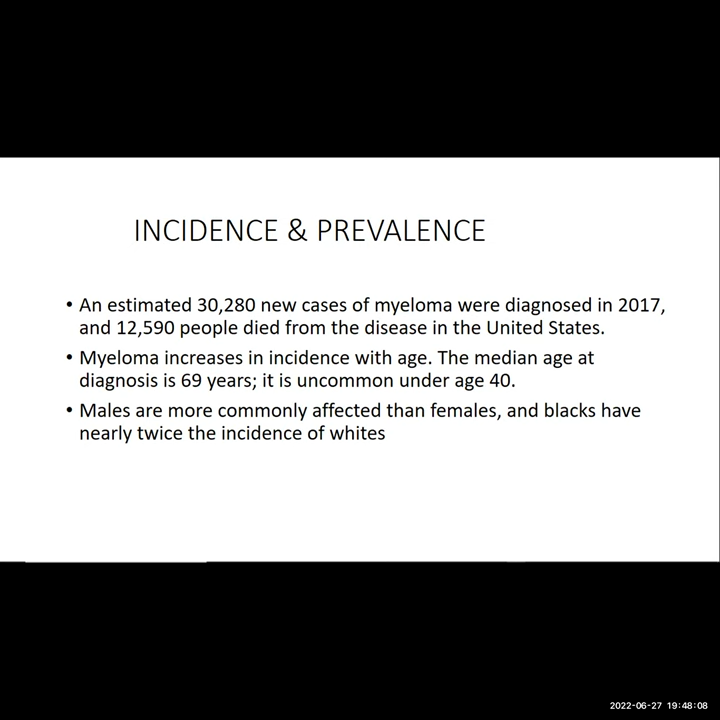 INCIDENCE & PREVALENCE
• An estimated 30,280 new cases of myeloma were diagnosed in 2017,
and 12,590 people died from the disease in the United States.
• Myeloma increases in incidence with age. The median age at
diagnosis is 69 years; it is uncommon under age 40.
• Males are more commonly affected than females, and blacks have
nearly twice the incidence of whites
2022-06-27 19:48:08